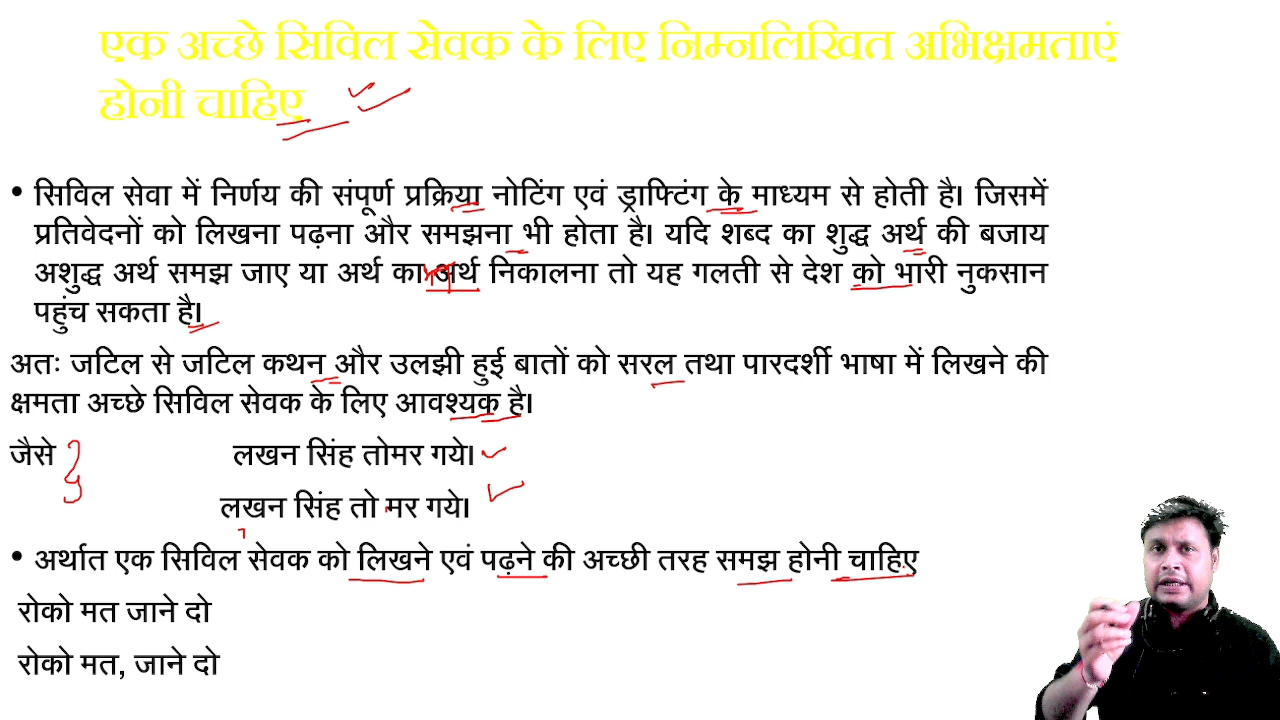 एक अच्छे सिविल सेवक के लिए निम्नलिखित अभिक्षमताएं
होनी चाहिए
• सिविल सेवा में निर्णय की संपूर्ण प्रक्रिया नोटिंग एवं ड्राफ्टिंग के माध्यम से होती है। जिसमें
प्रतिवेदनों को लिखना पढ़ना और समझना भी होता है। यदि शब्द का शुद्ध अर्थ की बजाय
अशुद्ध अर्थ समझ जाए या अर्थ का अर्थ निकालना तो यह गलती से देश को भारी नुकसान
पहुंच सकता है।
अतः जटिल से जटिल कथन और उलझी हुई बातों को सरल तथा पारदर्शी भाषा में लिखने की
क्षमता अच्छे सिविल सेवक के लिए आवश्यक है।
जैसे लखन सिंह तोमर गये।
लखन सिंह तो मर गये।
• अर्थात एक सिविल सेवक को लिखने एवं पढ़ने की अच्छी तरह समझ होनी चाहिए
रोको मत जाने दो
रोको मत, जाने दो